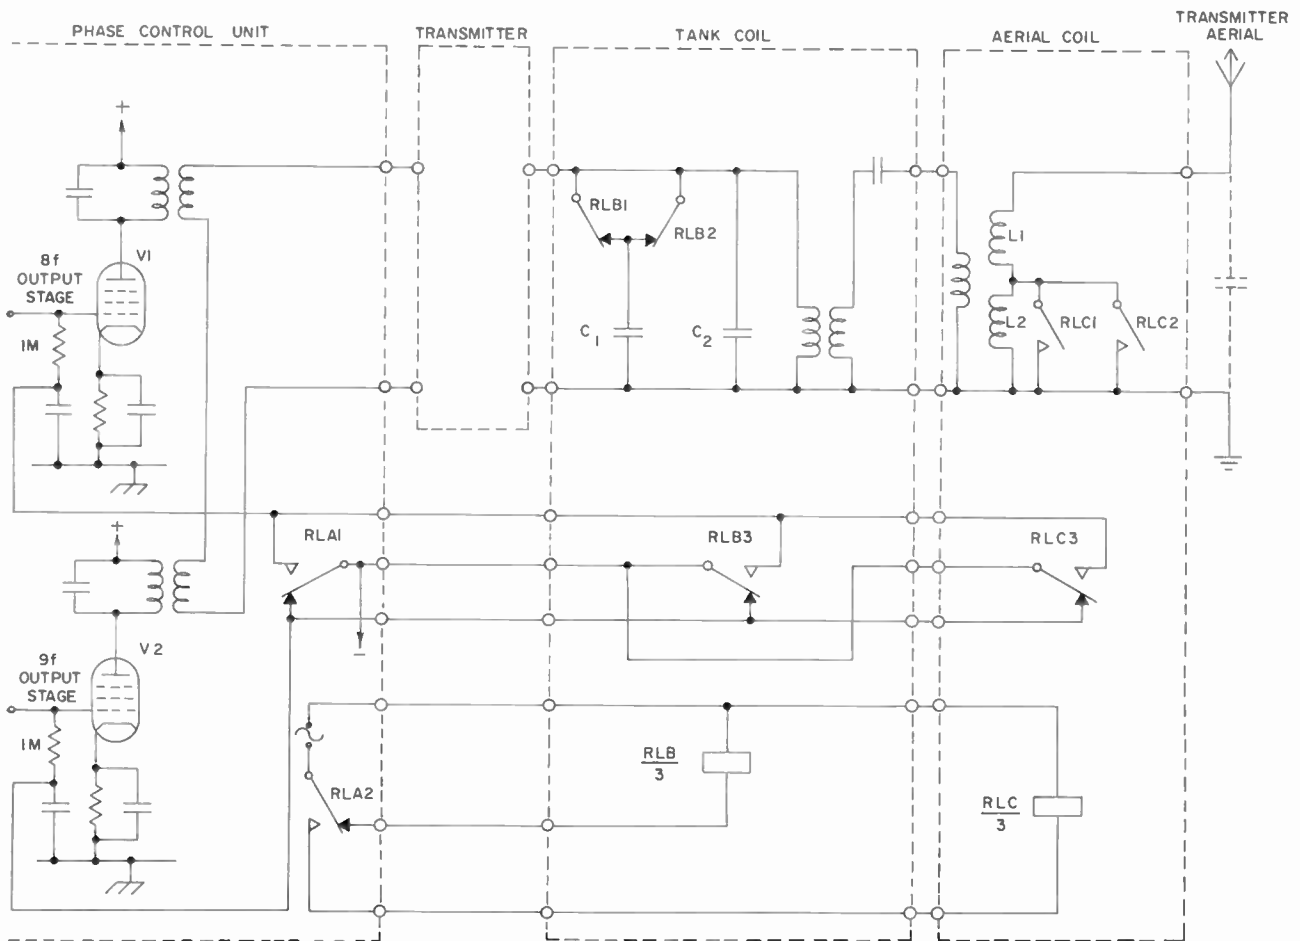 PHASE CONTROL UNIT
TRANSMITTER
TANK COIL
AERIAL COIL
TRANSMITTER
AERIAL
+
V1
8f
OUTPUT
STAGE
1M
RLB1
RLB2
C1
C2
L1
L2
RLC1
RLC2
+
RLA1
RLB3
RLC3
−
V2
9f
OUTPUT
STAGE
1M
RLA2
RLB
3
RLC
3